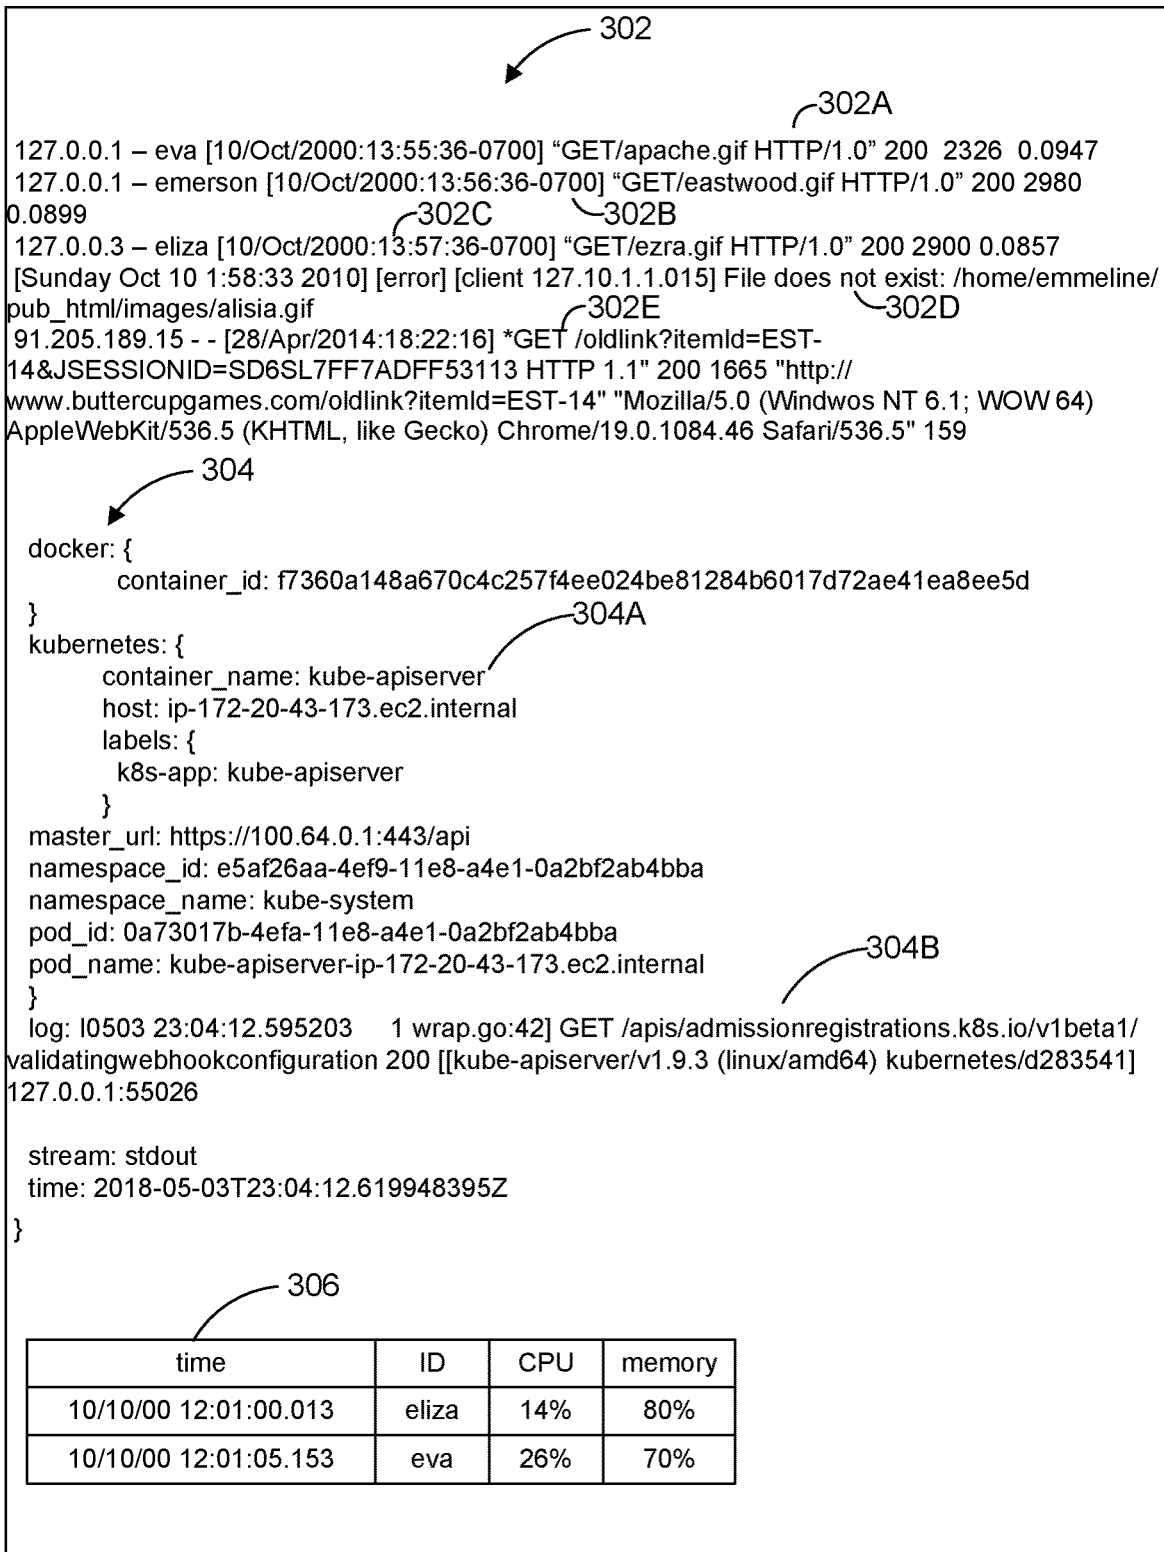 302
302A
127.0.0.1 – eva [10/Oct/2000:13:55:36-0700] “GET/apache.gif HTTP/1.0” 200  2326  0.0947
127.0.0.1 – emerson [10/Oct/2000:13:56:36-0700] “GET/eastwood.gif HTTP/1.0” 200 2980
0.0899
302C
302B
127.0.0.3 – eliza [10/Oct/2000:13:57:36-0700] “GET/ezra.gif HTTP/1.0” 200 2900 0.0857
[Sunday Oct 10 1:58:33 2010] [error] [client 127.10.1.1.015] File does not exist: /home/emmeline/
pub_html/images/alisia.gif
302E
302D
91.205.189.15 - - [28/Apr/2014:18:22:16] *GET /oldlink?itemId=EST-
14&JSESSIONID=SD6SL7FF7ADFF53113 HTTP 1.1" 200 1665 "http://
www.buttercupgames.com/oldlink?itemId=EST-14" "Mozilla/5.0 (Windwos NT 6.1; WOW 64)
AppleWebKit/536.5 (KHTML, like Gecko) Chrome/19.0.1084.46 Safari/536.5" 159
304
docker: {
container_id: f7360a148a670c4c257f4ee024be81284b6017d72ae41ea8ee5d
}
304A
kubernetes: {
container_name: kube-apiserver
host: ip-172-20-43-173.ec2.internal
labels: {
k8s-app: kube-apiserver
}
master_url: https://100.64.0.1:443/api
namespace_id: e5af26aa-4ef9-11e8-a4e1-0a2bf2ab4bba
namespace_name: kube-system
pod_id: 0a73017b-4efa-11e8-a4e1-0a2bf2ab4bba
304B
pod_name: kube-apiserver-ip-172-20-43-173.ec2.internal
}
log: I0503 23:04:12.595203     1 wrap.go:42] GET /apis/admissionregistrations.k8s.io/v1beta1/
validatingwebhookconfiguration 200 [[kube-apiserver/v1.9.3 (linux/amd64) kubernetes/d283541]
127.0.0.1:55026
stream: stdout
time: 2018-05-03T23:04:12.619948395Z
}
306
time ID CPU memory
10/10/00 12:01:00.013 eliza 14% 80%
10/10/00 12:01:05.153 eva 26% 70%